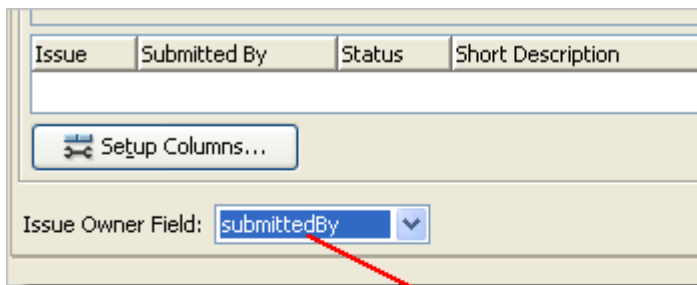 Issue Submitted By Status Short Description
Setup Columns...
Issue Owner Field: submittedBy